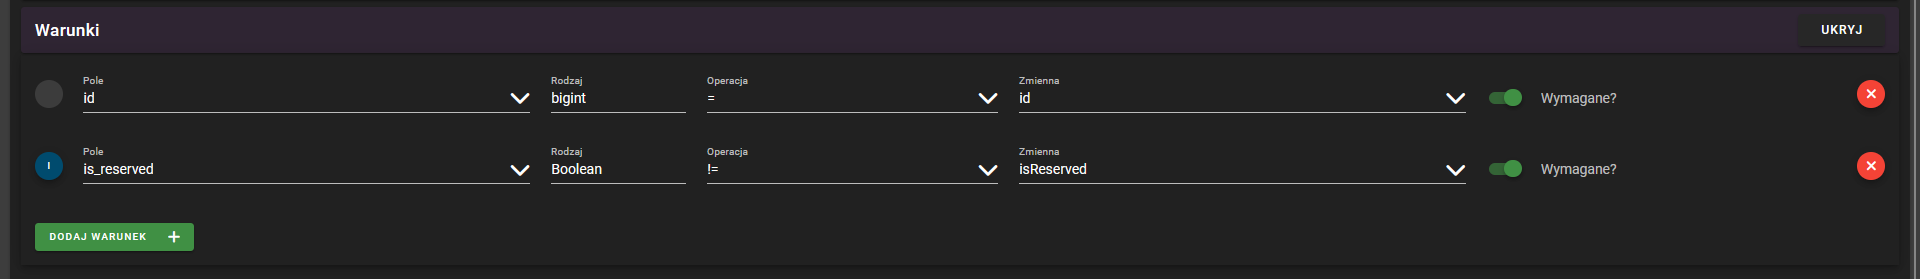 Warunki
UKRYJ
Pole
Rodzaj
Operacja
Zmienna
id
bigint
=
id
Wymagane?
Pole
Rodzaj
Operacja
Zmienna
I
is_reserved
Boolean
!=
isReserved
Wymagane?
DODAJ WARUNEK